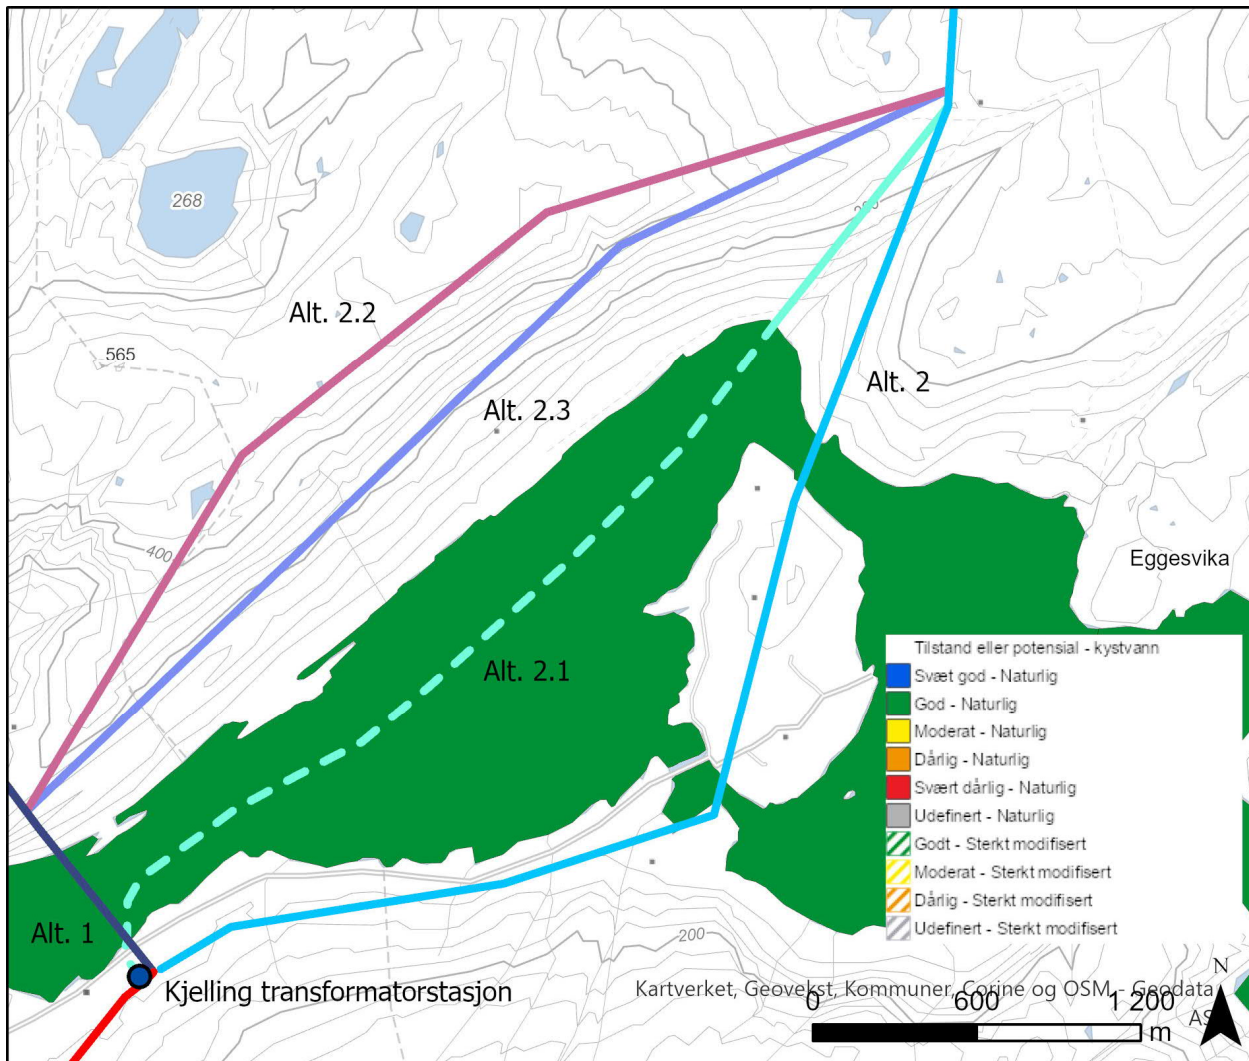 268
200
Alt. 2.2
565
Alt. 2
Alt. 2.3
400
Eggesvika
Alt. 2.1
Tilstand eller potensial - kystvann
Svæt god - Naturlig
God - Naturlig
Moderat - Naturlig
Dårlig - Naturlig
Svært dårlig - Naturlig
Udefinert - Naturlig
Godt - Sterkt modifisert
Moderat - Sterkt modifisert
Dårlig - Sterkt modifisert
Udefinert - Sterkt modifisert
Alt. 1
200
Kjelling transformatorstasjon
Kartverket, Geovekst, Kommuner, Corine og OSM - Geodata
AS
N
0 600 1 200
m